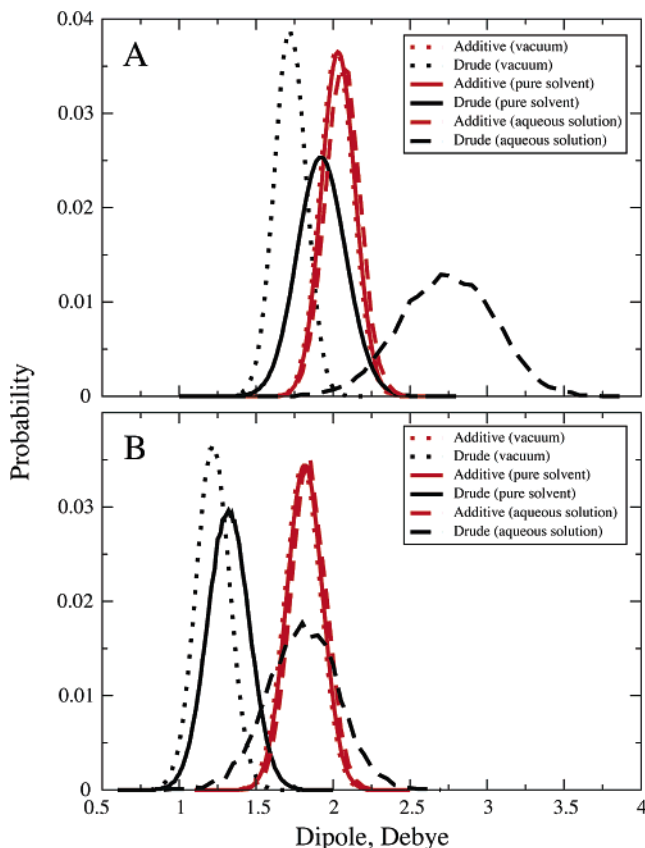 0.04
A
Additive (vacuum)
Drude (vacuum)
Additive (pure solvent)
Drude (pure solvent)
Additive (aqueous solution)
Drude (aqueous solution)
0.03
0.02
0.01
0
Probability
B
Additive (vacuum)
Drude (vacuum)
Additive (pure solvent)
Drude (pure solvent)
Additive (aqueous solution)
Drude (aqueous solution)
0.03
0.02
0.01
0
0.5 1 1.5 2 2.5 3 3.5 4
Dipole, Debye